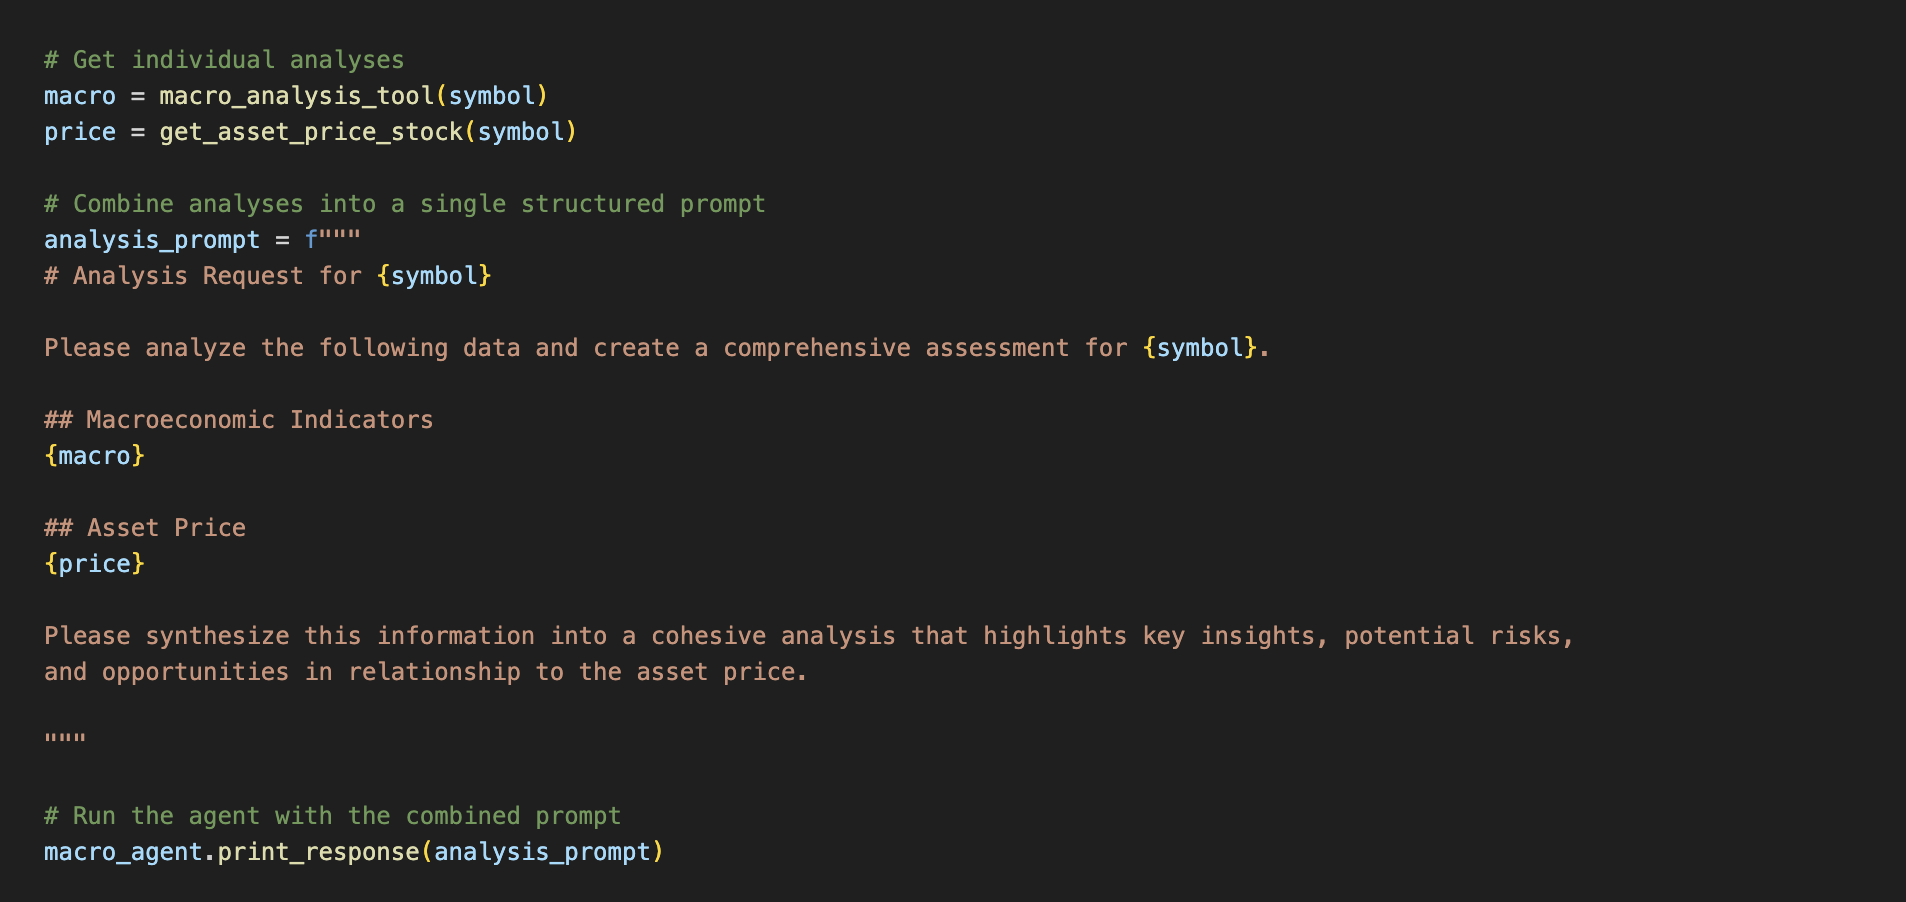 # Get individual analyses
macro = macro_analysis_tool(symbol)
price = get_asset_price_stock(symbol)
# Combine analyses into a single structured prompt
analysis_prompt = f"""
# Analysis Request for {symbol}
Please analyze the following data and create a comprehensive assessment for {symbol}.
## Macroeconomic Indicators
{macro}
## Asset Price
{price}
Please synthesize this information into a cohesive analysis that highlights key insights, potential risks,
and opportunities in relationship to the asset price.
"""
# Run the agent with the combined prompt
macro_agent.print_response(analysis_prompt)